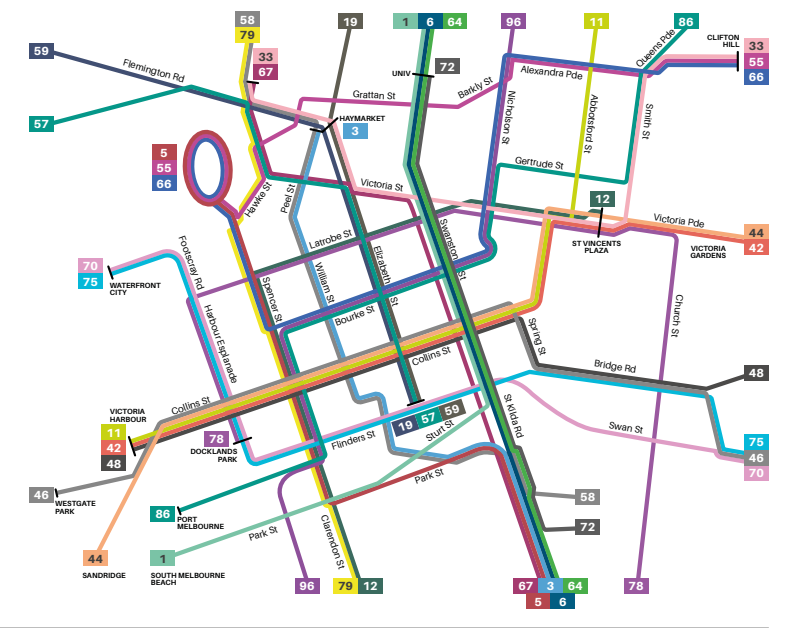 58
79
19
1 6 64
96
11
86
59
33
67
Flemington Rd
UNIV
72
Queens Pde
CLIFTON
HILL
33
55
66
Alexandra Pde
Barkly St
Grattan St
HAYMARKET
3
57
Nicholson St
Abbotsford St
Smith St
5
55
66
Gertrude St
Victoria St
Hawke St
Peel St
12
ST VINCENTS
PLAZA
Victoria Pde
44
42
VICTORIA
GARDENS
70
75
WATERFRONT
CITY
Footscray Rd
Latrobe St
Swanston St
Elizabeth St
William St
Spencer St
Harbour Esplanade
Bourke St
Church St
Collins St
Spring St
Bridge Rd
48
Collins St
VICTORIA
HARBOUR
11
42
48
78
DOCKLANDS
PARK
Flinders St
19 57 59
Sturt St
St Kilda Rd
Swan St
75
46
70
46
WESTGATE
PARK
Park St
58
86
PORT
MELBOURNE
72
Park St
Clarendon St
44
SANDRIDGE
1
SOUTH MELBOURNE
BEACH
96
79 12
67 3 64
5 6
78